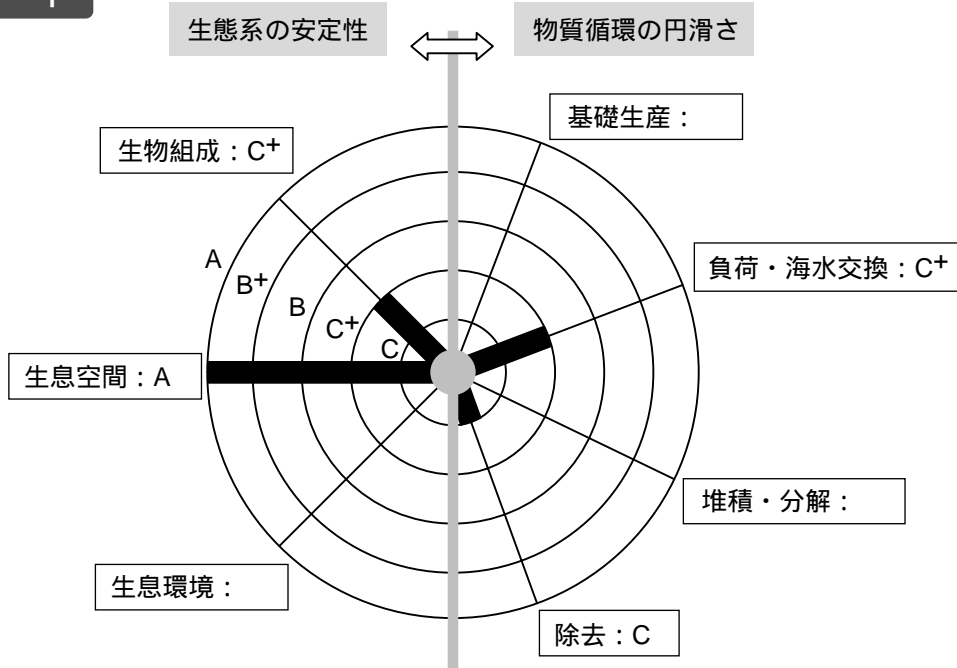 生態系の安定性
物質循環の円滑さ
基礎生産：
生物組成：C+
負荷・海水交換：C+
A
B+
B
C+
C
生息空間：A
堆積・分解：
生息環境：
除去：C